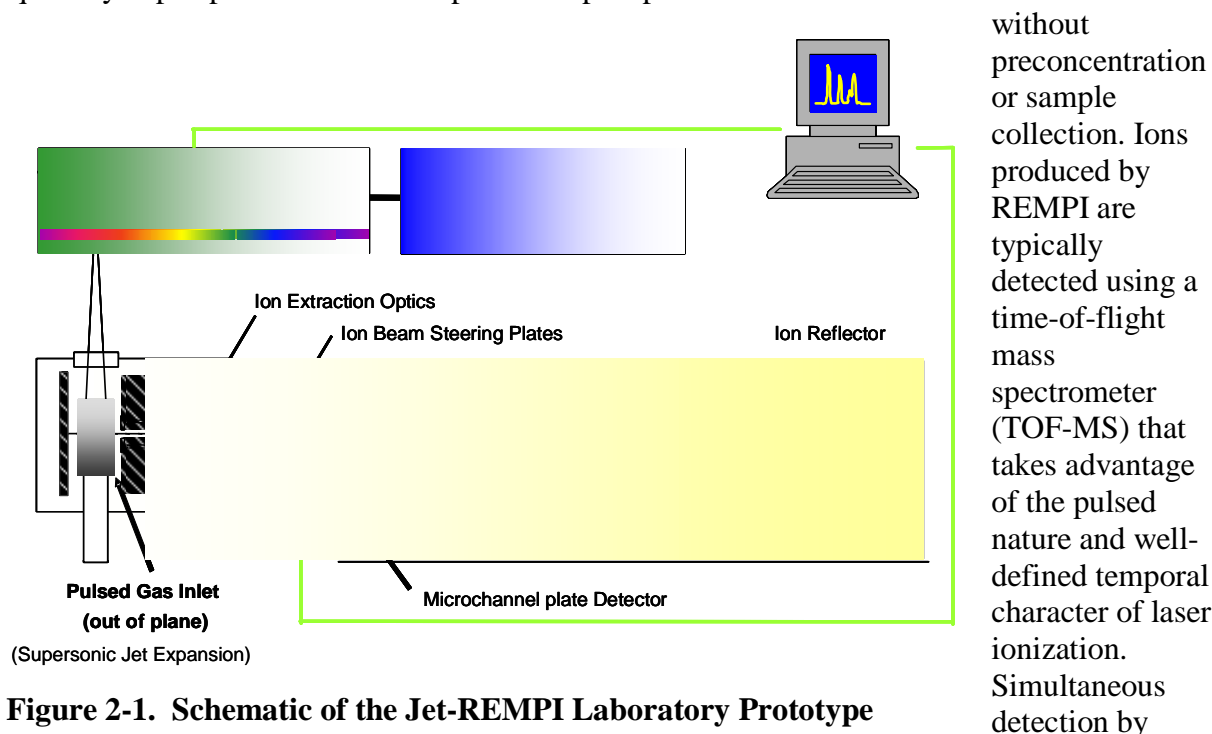 without
preconcentration
or sample
collection. Ions
produced by
REMPI are
typically
detected using a
time-of-flight
mass
spectrometer
(TOF-MS) that
takes advantage
of the pulsed
nature and well-
defined temporal
character of laser
ionization.
Simultaneous
detection by
Ion Extraction Optics
Ion Beam Steering Plates
Ion Reflector
Pulsed Gas Inlet
(out of plane)
(Supersonic Jet Expansion)
Microchannel plate Detector
Figure 2-1. Schematic of the Jet-REMPI Laboratory Prototype